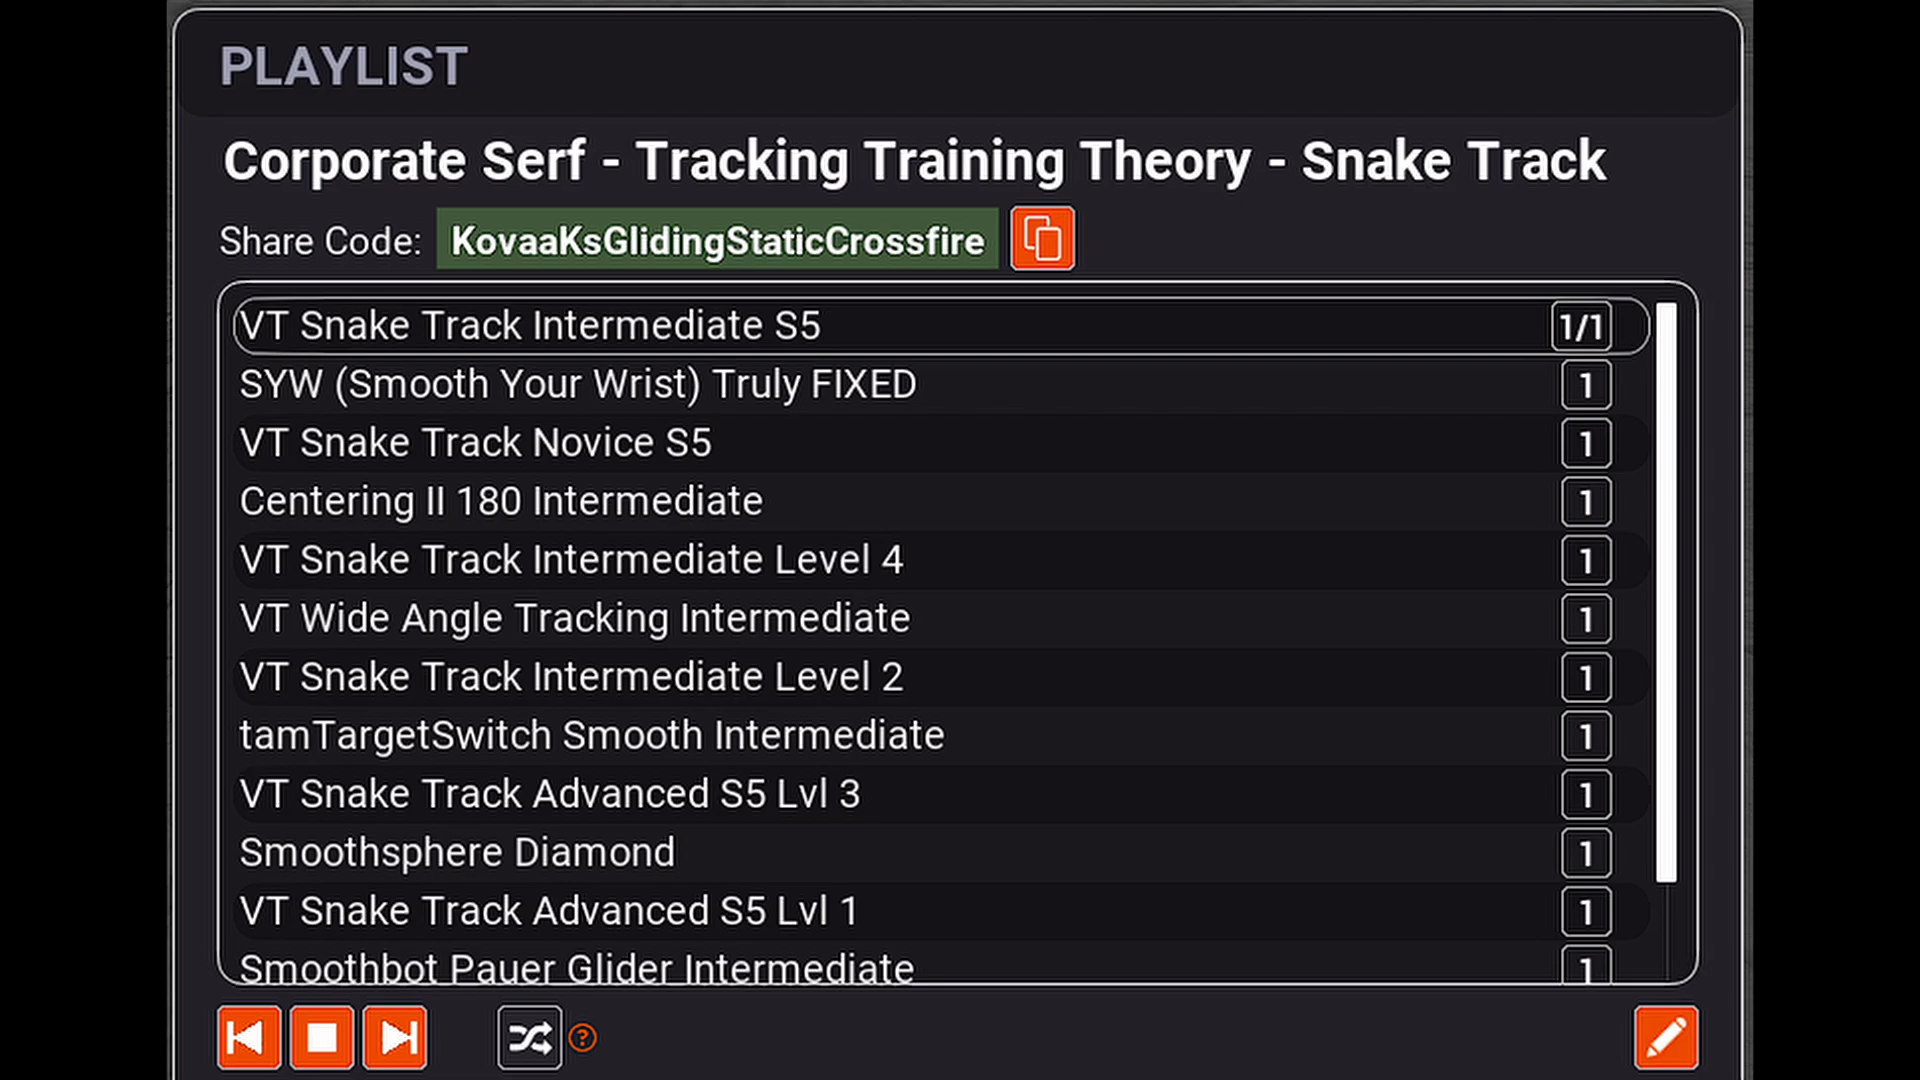 PLAYLIST
Corporate Serf - Tracking Training Theory - Snake Track
Share Code: KovaaKsGlidingStaticCrossfire
VT Snake Track Intermediate S5 1/1
SYW (Smooth Your Wrist) Truly FIXED 1
VT Snake Track Novice S5 1
Centering II 180 Intermediate 1
VT Snake Track Intermediate Level 4 1
VT Wide Angle Tracking Intermediate 1
VT Snake Track Intermediate Level 2 1
tamTargetSwitch Smooth Intermediate 1
VT Snake Track Advanced S5 Lvl 3 1
Smoothsphere Diamond 1
VT Snake Track Advanced S5 Lvl 1 1
Smoothbot Pauer Glider Intermediate 1
?